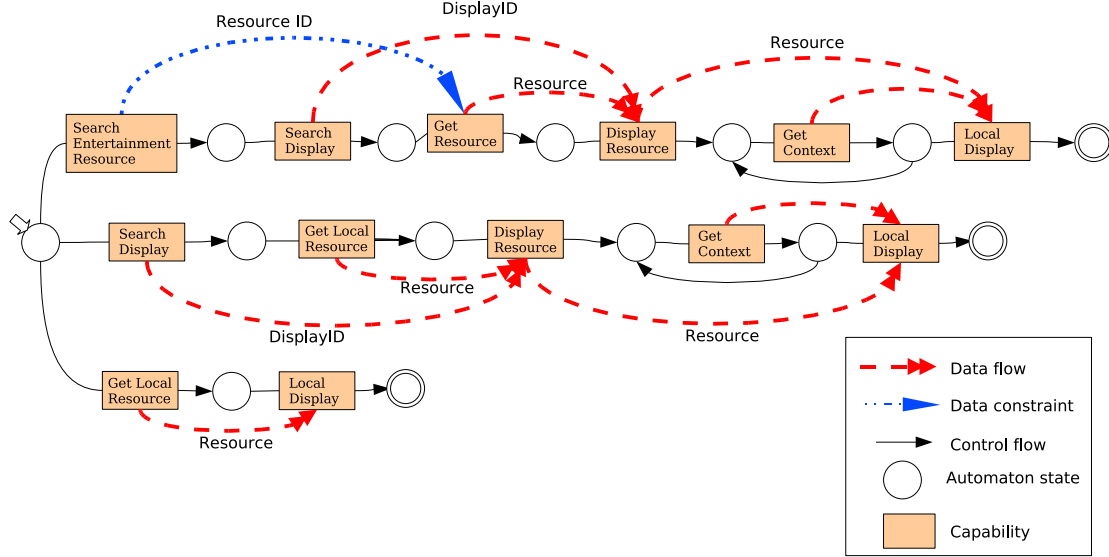 DisplayID
Resource ID
Resource
Resource
Search
Entertainment
Resource
Search
Display
Get
Resource
Display
Resource
Get
Context
Local
Display
Search
Display
Get Local
Resource
Display
Resource
Get
Context
Local
Display
Resource
DisplayID
Resource
Get Local
Resource
Local
Display
Resource
Data flow
Data constraint
Control flow
Automaton state
Capability